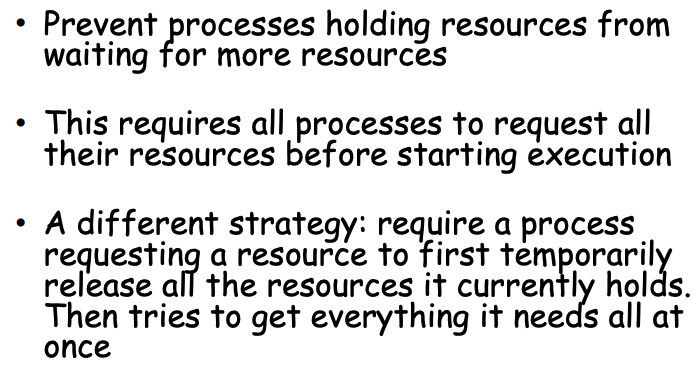 • Prevent processes holding resources from
waiting for more resources
• This requires all processes to request all
their resources before starting execution
• A different strategy: require a process
requesting a resource to first temporarily
release all the resources it currently holds.
Then tries to get everything it needs all at
once